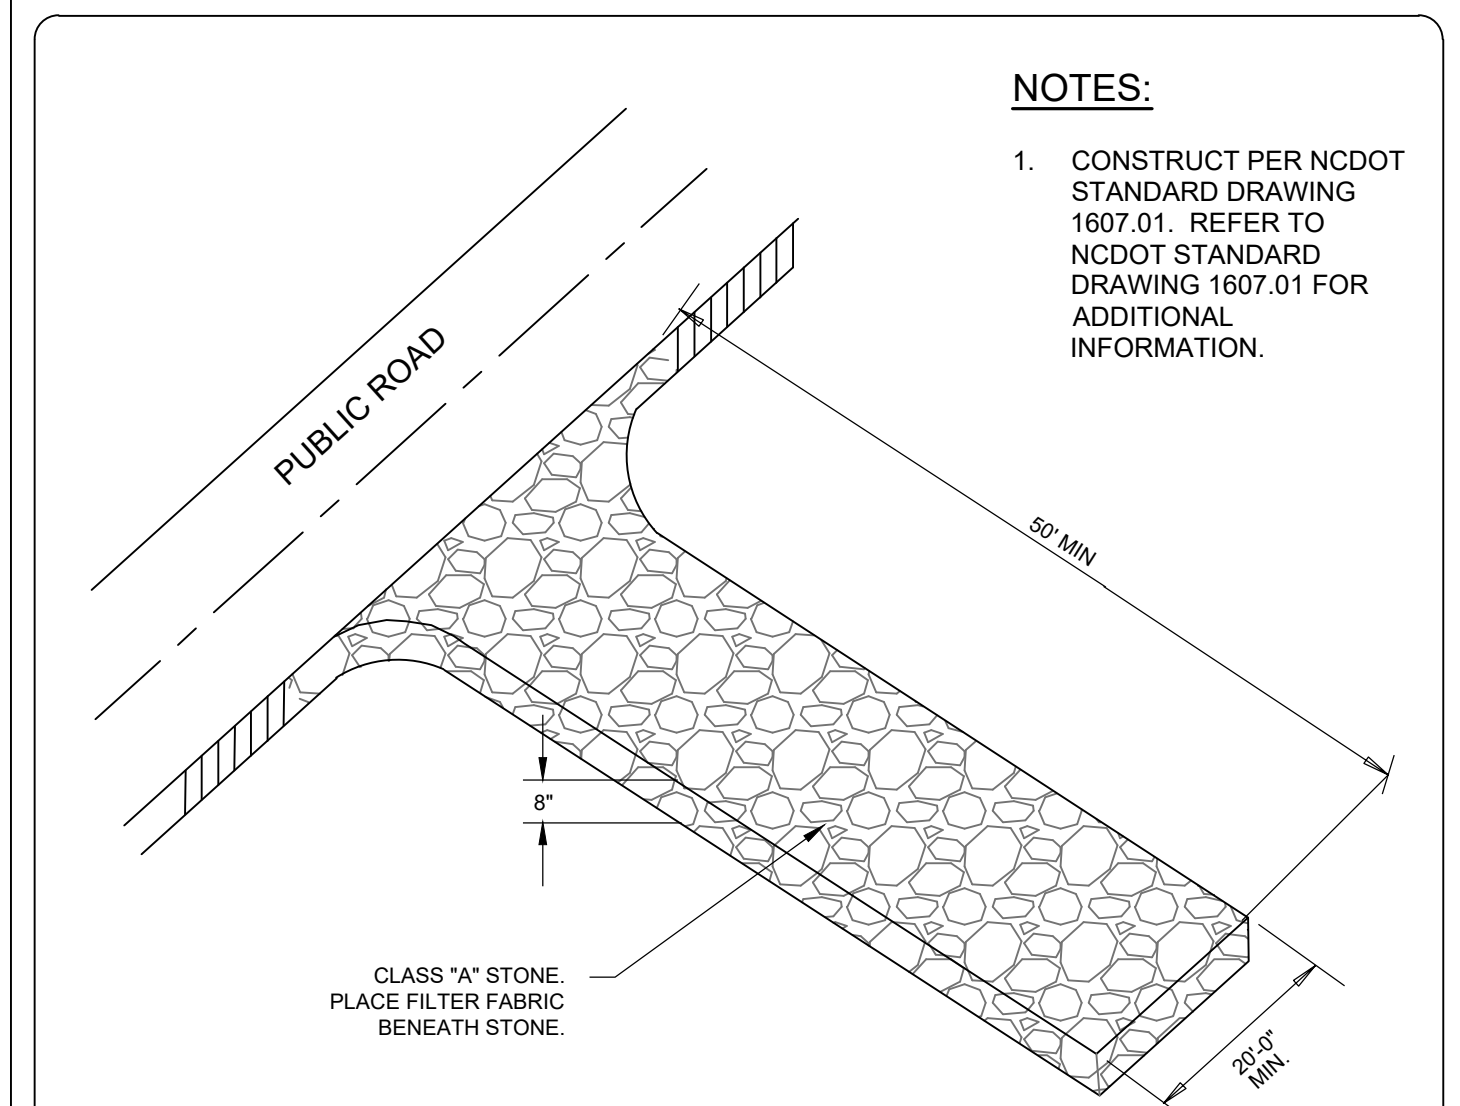 NOTES:
1. CONSTRUCT PER NCDOT
STANDARD DRAWING
1607.01. REFER TO
NCDOT STANDARD
DRAWING 1607.01 FOR
ADDITIONAL
INFORMATION.
PUBLIC ROAD
50' MIN
8"
CLASS "A" STONE.
PLACE FILTER FABRIC
BENEATH STONE.
20'-0"
MIN.